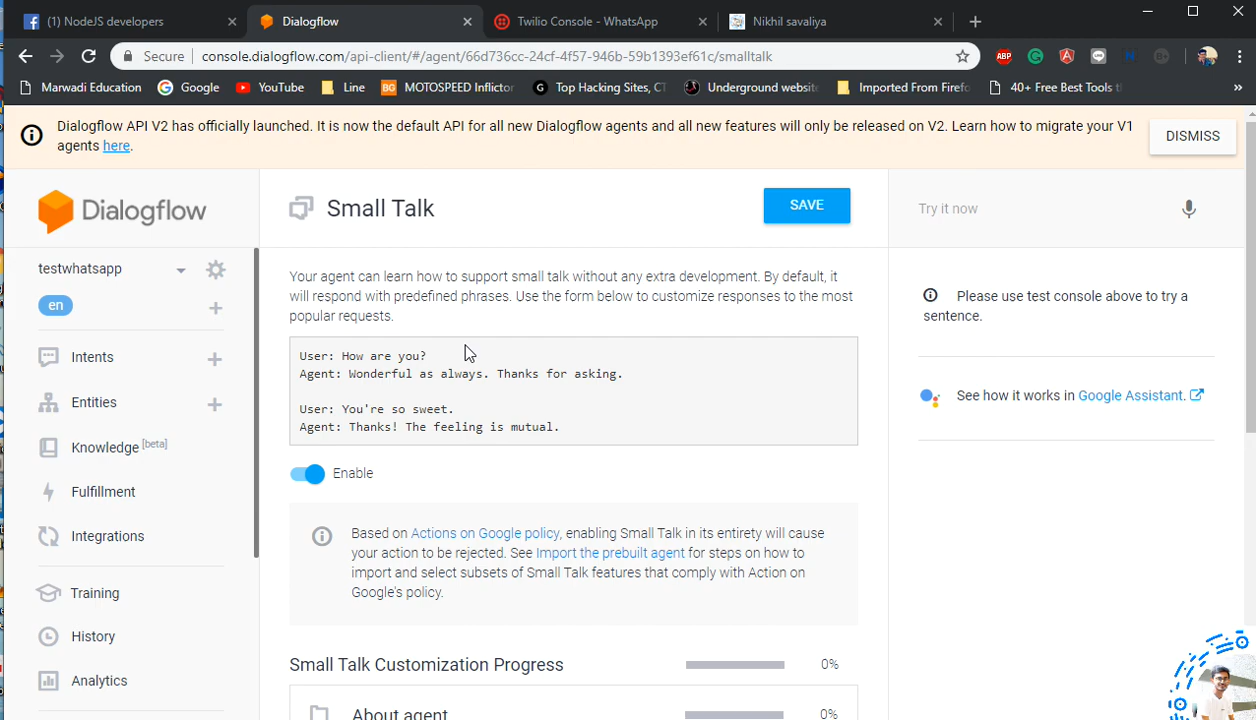 (1) NodeJS developers
Dialogflow
Twilio Console - WhatsApp
Nikhil savaliya
Secure
console.dialogflow.com/api-client/#/agent/66d736cc-24cf-4f57-946b-59b1393ef61c/smalltalk
ABP
Marwadi Education
Google
YouTube
Line
BG MOTOSPEED Inflictor
G Top Hacking Sites, CT
Underground website
Imported From Firefo
40+ Free Best Tools t
»
Dialogflow API V2 has officially launched. It is now the default API for all new Dialogflow agents and all new features will only be released on V2. Learn how to migrate your V1
agents here.
DISMISS
Dialogflow
Small Talk
SAVE
Try it now
testwhatsapp
en
Intents
Entities
Knowledge [beta]
Fulfillment
Integrations
Training
History
Analytics
Your agent can learn how to support small talk without any extra development. By default, it
will respond with predefined phrases. Use the form below to customize responses to the most
popular requests.
User: How are you?
Agent: Wonderful as always. Thanks for asking.
User: You're so sweet.
Agent: Thanks! The feeling is mutual.
Enable
Based on Actions on Google policy, enabling Small Talk in its entirety will cause
your action to be rejected. See Import the prebuilt agent for steps on how to
import and select subsets of Small Talk features that comply with Action on
Google's policy.
Small Talk Customization Progress
0%
About agent
0%
Please use test console above to try a
sentence.
See how it works in Google Assistant.